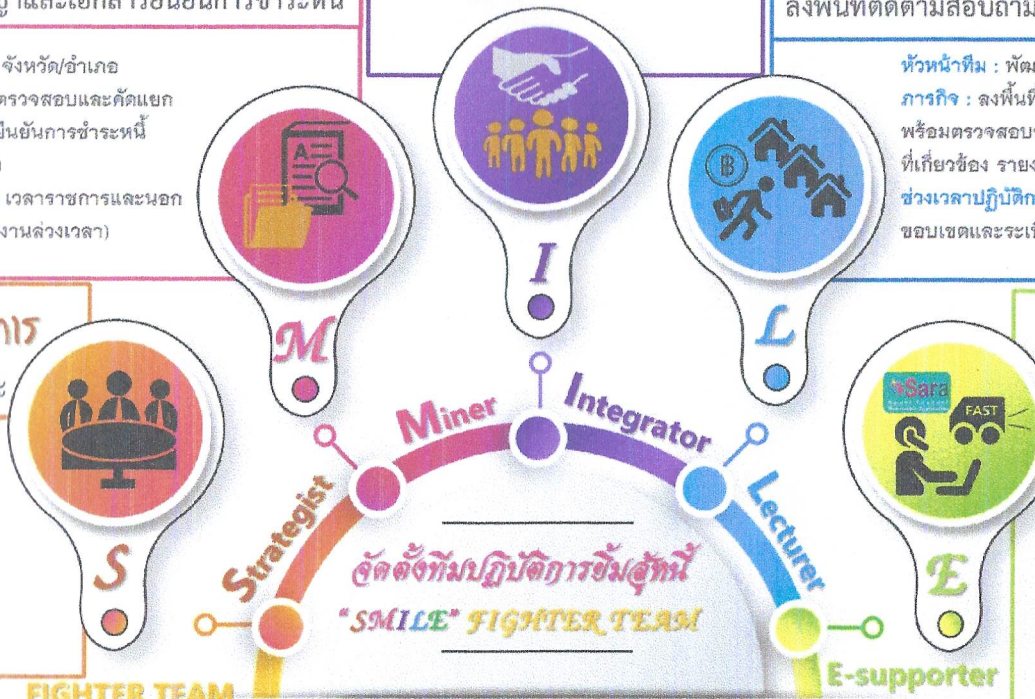 ญาและเอกสารยืนยันการชำระหนี้
จังหวัด/อำเภอ
ตรวจสอบและคัดแยก
ยืนยันการชำระหนี้
เวลาราชการและนอก
งานล่วงเวลา)
ลงพื้นที่ติดตามสอบถาม
หัวหน้าทีม : พัฒ
ภารกิจ : ลงพื้นที่
พร้อมตรวจสอบ
ที่เกี่ยวข้อง ราย
ช่วงเวลาปฏิบัติก
ขอบเขตและระเบี
การ
A
฿
Sara
FAST
S
M
I
L
E
Strategist
Miner
Integrator
Lecturer
E-supporter
จัดตั้งทีมปฏิบัติการยิ้มสู้หนี้
"SMILE" FIGHTER TEAM
FIGHTER TEAM